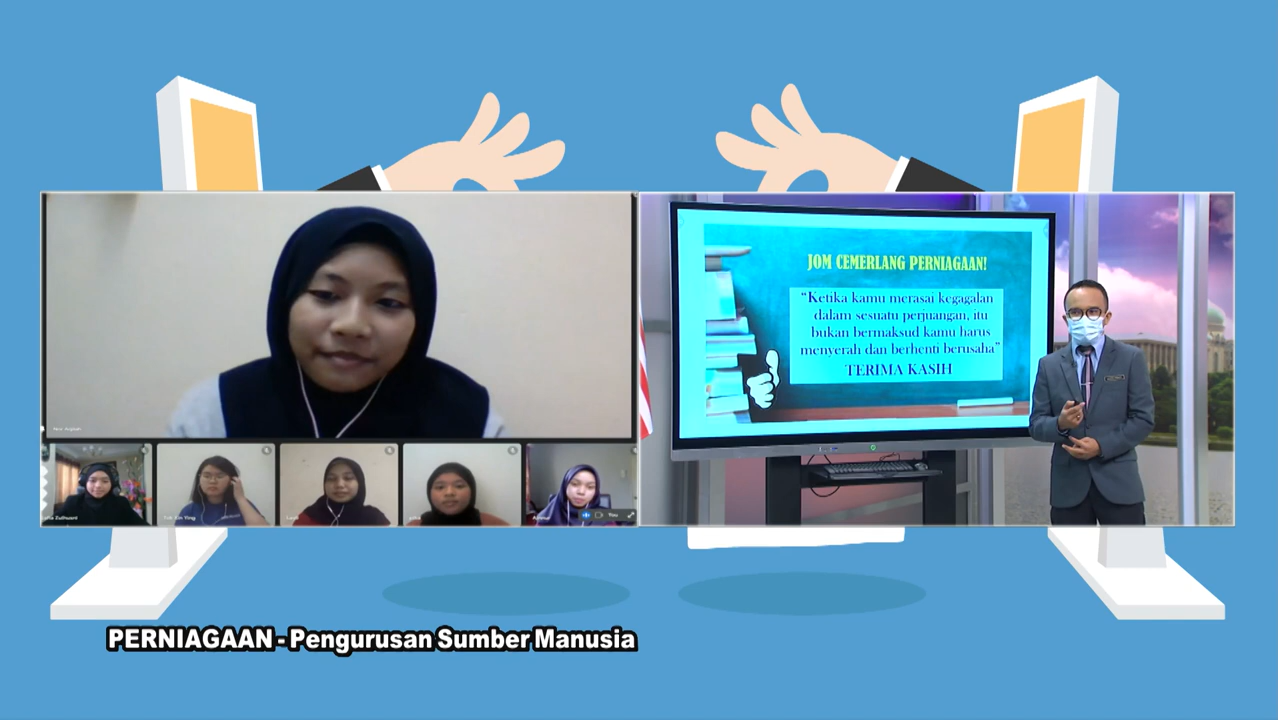 JOM CEMERLANG PERNIAGAAN!
“Ketika kamu merasai kegagalan
dalam sesuatu perjuangan, itu
bukan bermaksud kamu harus
menyerah dan berhenti berusaha”
TERIMA KASIH
You
PERNIAGAAN - Pengurusan Sumber Manusia